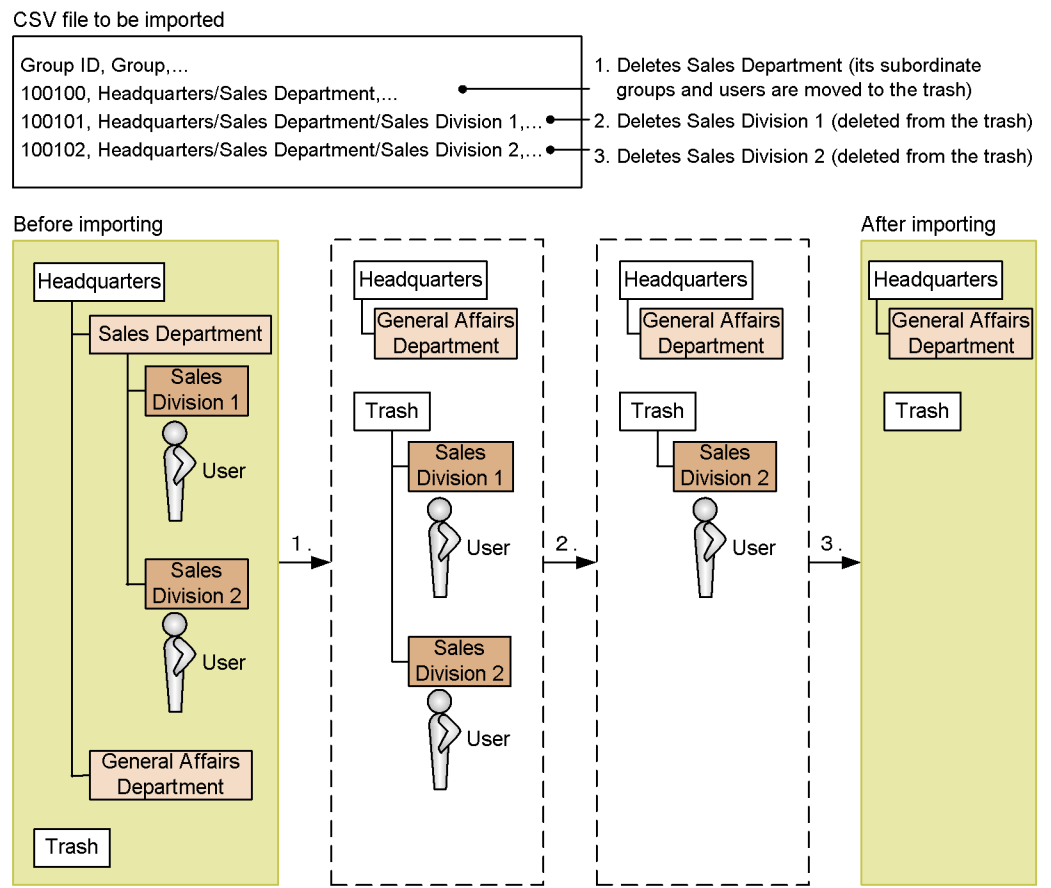 CSV file to be imported
Group ID, Group,...
100100, Headquarters/Sales Department,...
100101, Headquarters/Sales Department/Sales Division 1,...
100102, Headquarters/Sales Department/Sales Division 2,...
1. Deletes Sales Department (its subordinate
groups and users are moved to the trash)
2. Deletes Sales Division 1 (deleted from the trash)
3. Deletes Sales Division 2 (deleted from the trash)
Before importing
Headquarters
Sales Department
Sales
Division 1
User
Sales
Division 2
User
General Affairs
Department
Trash
1.
Headquarters
General Affairs
Department
Trash
Sales
Division 1
User
Sales
Division 2
User
2.
Headquarters
General Affairs
Department
Trash
Sales
Division 2
User
3.
After importing
Headquarters
General Affairs
Department
Trash